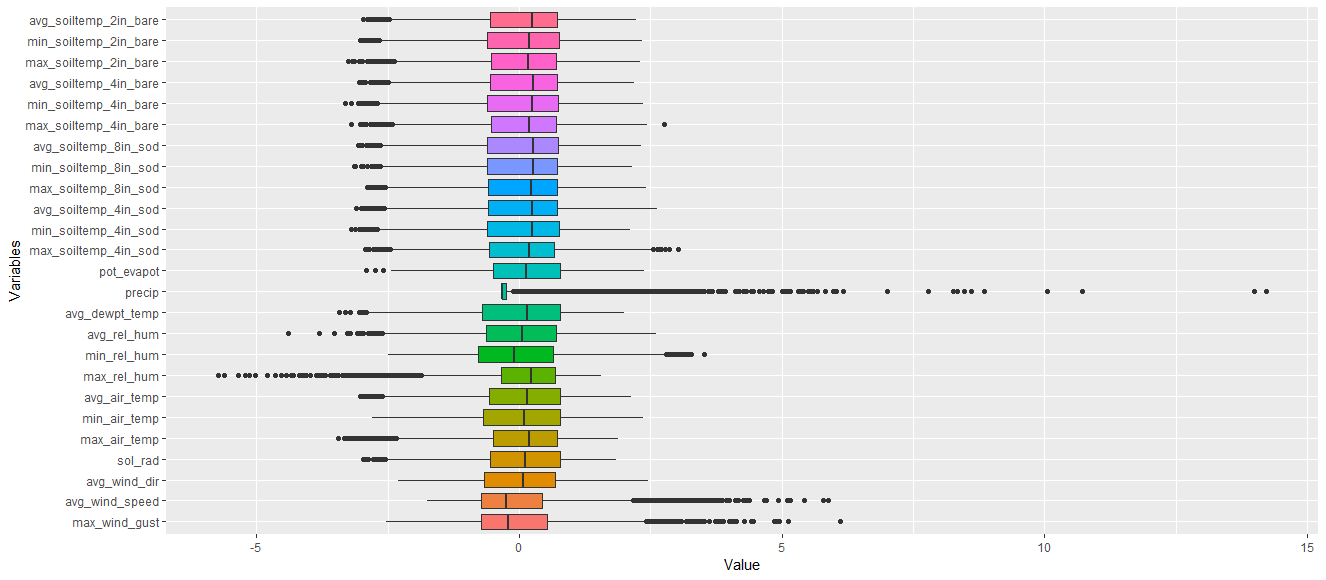 avg_soiltemp_2in_bare
min_soiltemp_2in_bare
max_soiltemp_2in_bare
avg_soiltemp_4in_bare
min_soiltemp_4in_bare
max_soiltemp_4in_bare
avg_soiltemp_8in_sod
min_soiltemp_8in_sod
max_soiltemp_8in_sod
avg_soiltemp_4in_sod
min_soiltemp_4in_sod
max_soiltemp_4in_sod
pot_evapot
precip
avg_dewpt_temp
avg_rel_hum
min_rel_hum
max_rel_hum
avg_air_temp
min_air_temp
max_air_temp
sol_rad
avg_wind_dir
avg_wind_speed
max_wind_gust
Variables
-5 0 5 10 15
Value